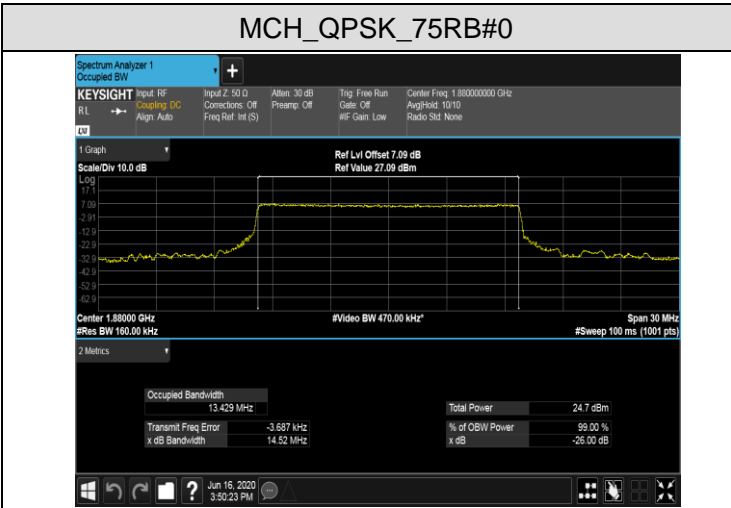 MCH_QPSK_75RB#0
Spectrum Analyzer 1
Occupied BW
+
KEYSIGHT
RL
LXI
Input: RF
Coupling: DC
Align: Auto
Input Z: 50 Ω
Corrections: Off
Freq Ref: Int (S)
Atten: 30 dB
Preamp: Off
Trig: Free Run
Gate: Off
#IF Gain: Low
Center Freq: 1.880000000 GHz
Avg|Hold: 10/10
Radio Std: None
1 Graph
Scale/Div 10.0 dB
Ref Lvl Offset 7.09 dB
Ref Value 27.09 dBm
Log
17.1
7.09
-2.91
-12.9
-22.9
-32.9
-42.9
-52.9
-62.9
Center 1.88000 GHz
#Res BW 160.00 kHz
#Video BW 470.00 kHz*
Span 30 MHz
#Sweep 100 ms (1001 pts)
2 Metrics
Occupied Bandwidth
13.429 MHz
Total Power 24.7 dBm
Transmit Freq Error -3.687 kHz
% of OBW Power 99.00 %
x dB Bandwidth 14.52 MHz
x dB -26.00 dB
?
Jun 16, 2020
3:50:23 PM